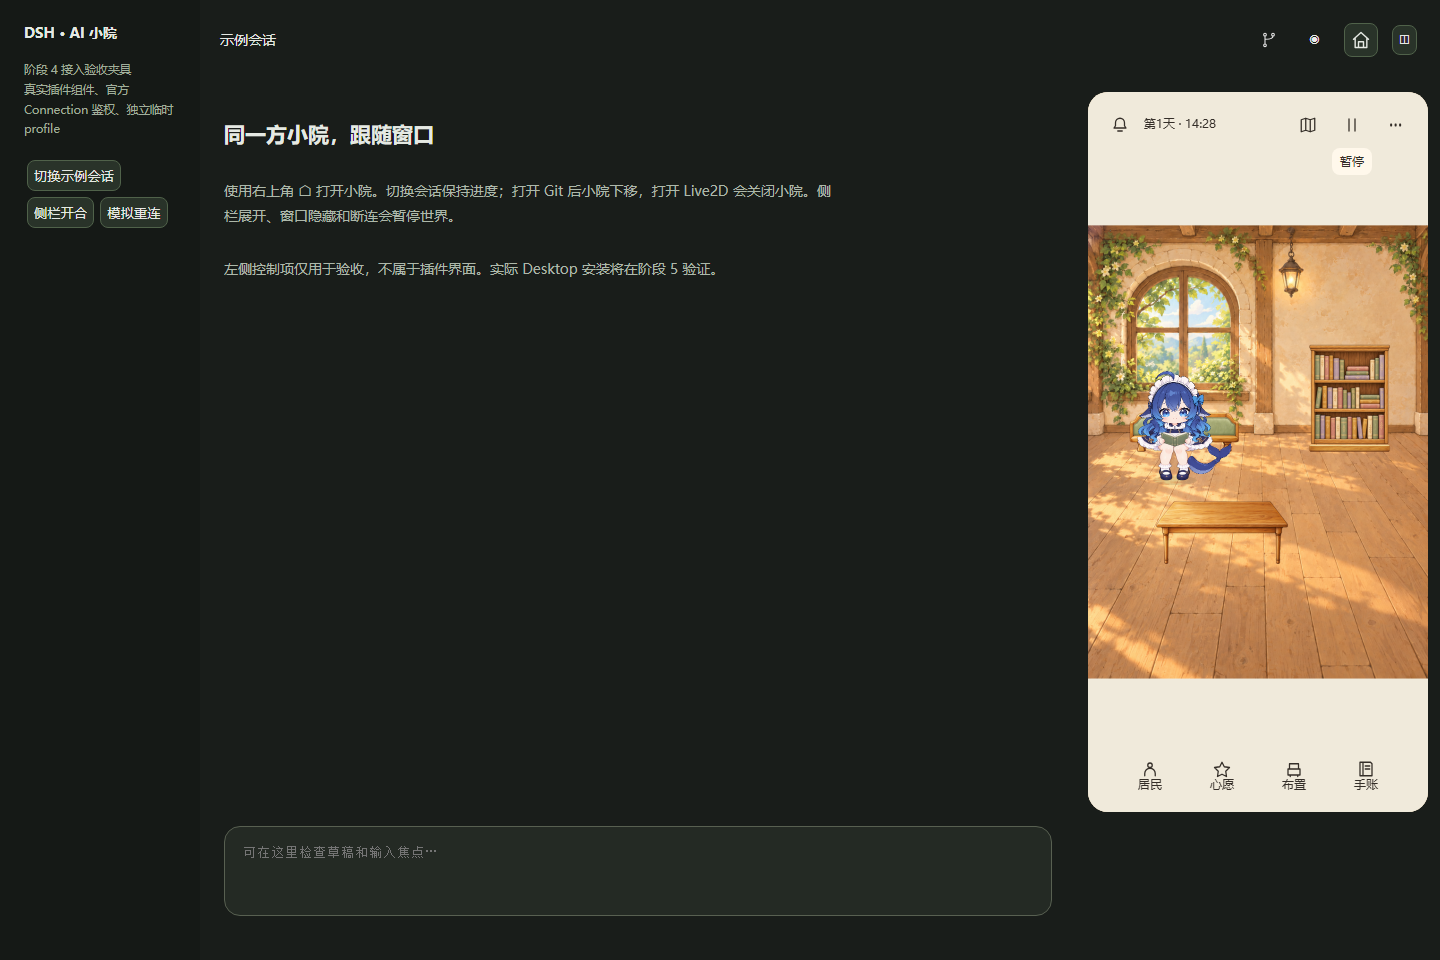 DSH • AI 小院
阶段 4 接入验收夹具
真实插件组件、官方
Connection 鉴权、独立临时
profile
切换示例会话
侧栏开合
模拟重连
示例会话
同一方小院，跟随窗口
使用右上角 ⌂ 打开小院。切换会话保持进度；打开 Git 后小院下移，打开 Live2D 会关闭小院。侧
栏展开、窗口隐藏和断连会暂停世界。
左侧控制项仅用于验收，不属于插件界面。实际 Desktop 安装将在阶段 5 验证。
可在这里检查草稿和输入焦点…
第1天 · 14:28
暂停
居民
心愿
布置
手账